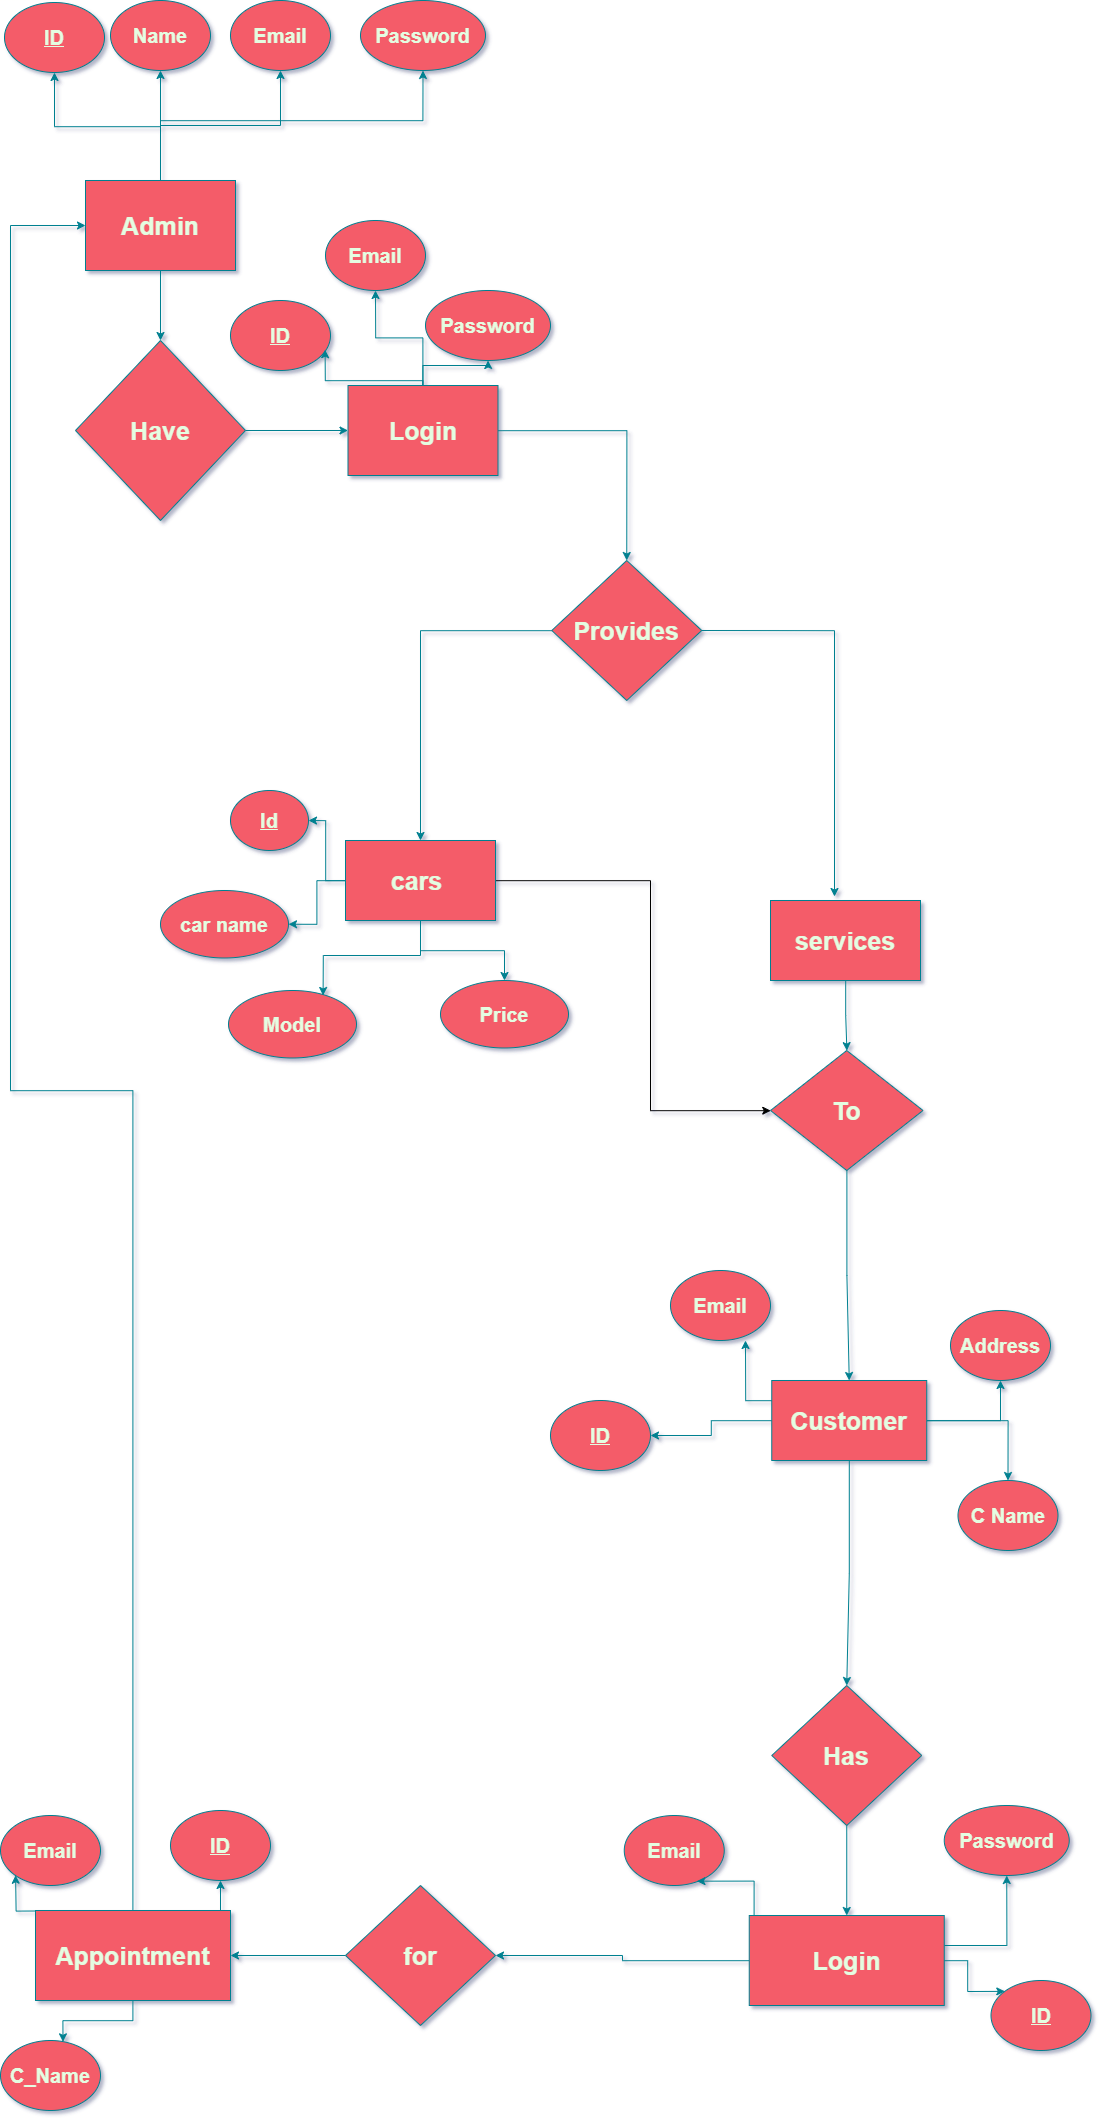 ID
Name
Email
Password
Admin
Email
Password
ID
Have
Login
Provides
Id
cars
car name
services
Model
Price
To
Email
Address
ID
Customer
C Name
Has
Email
ID
Email
Password
Appointment
for
Login
ID
C_Name